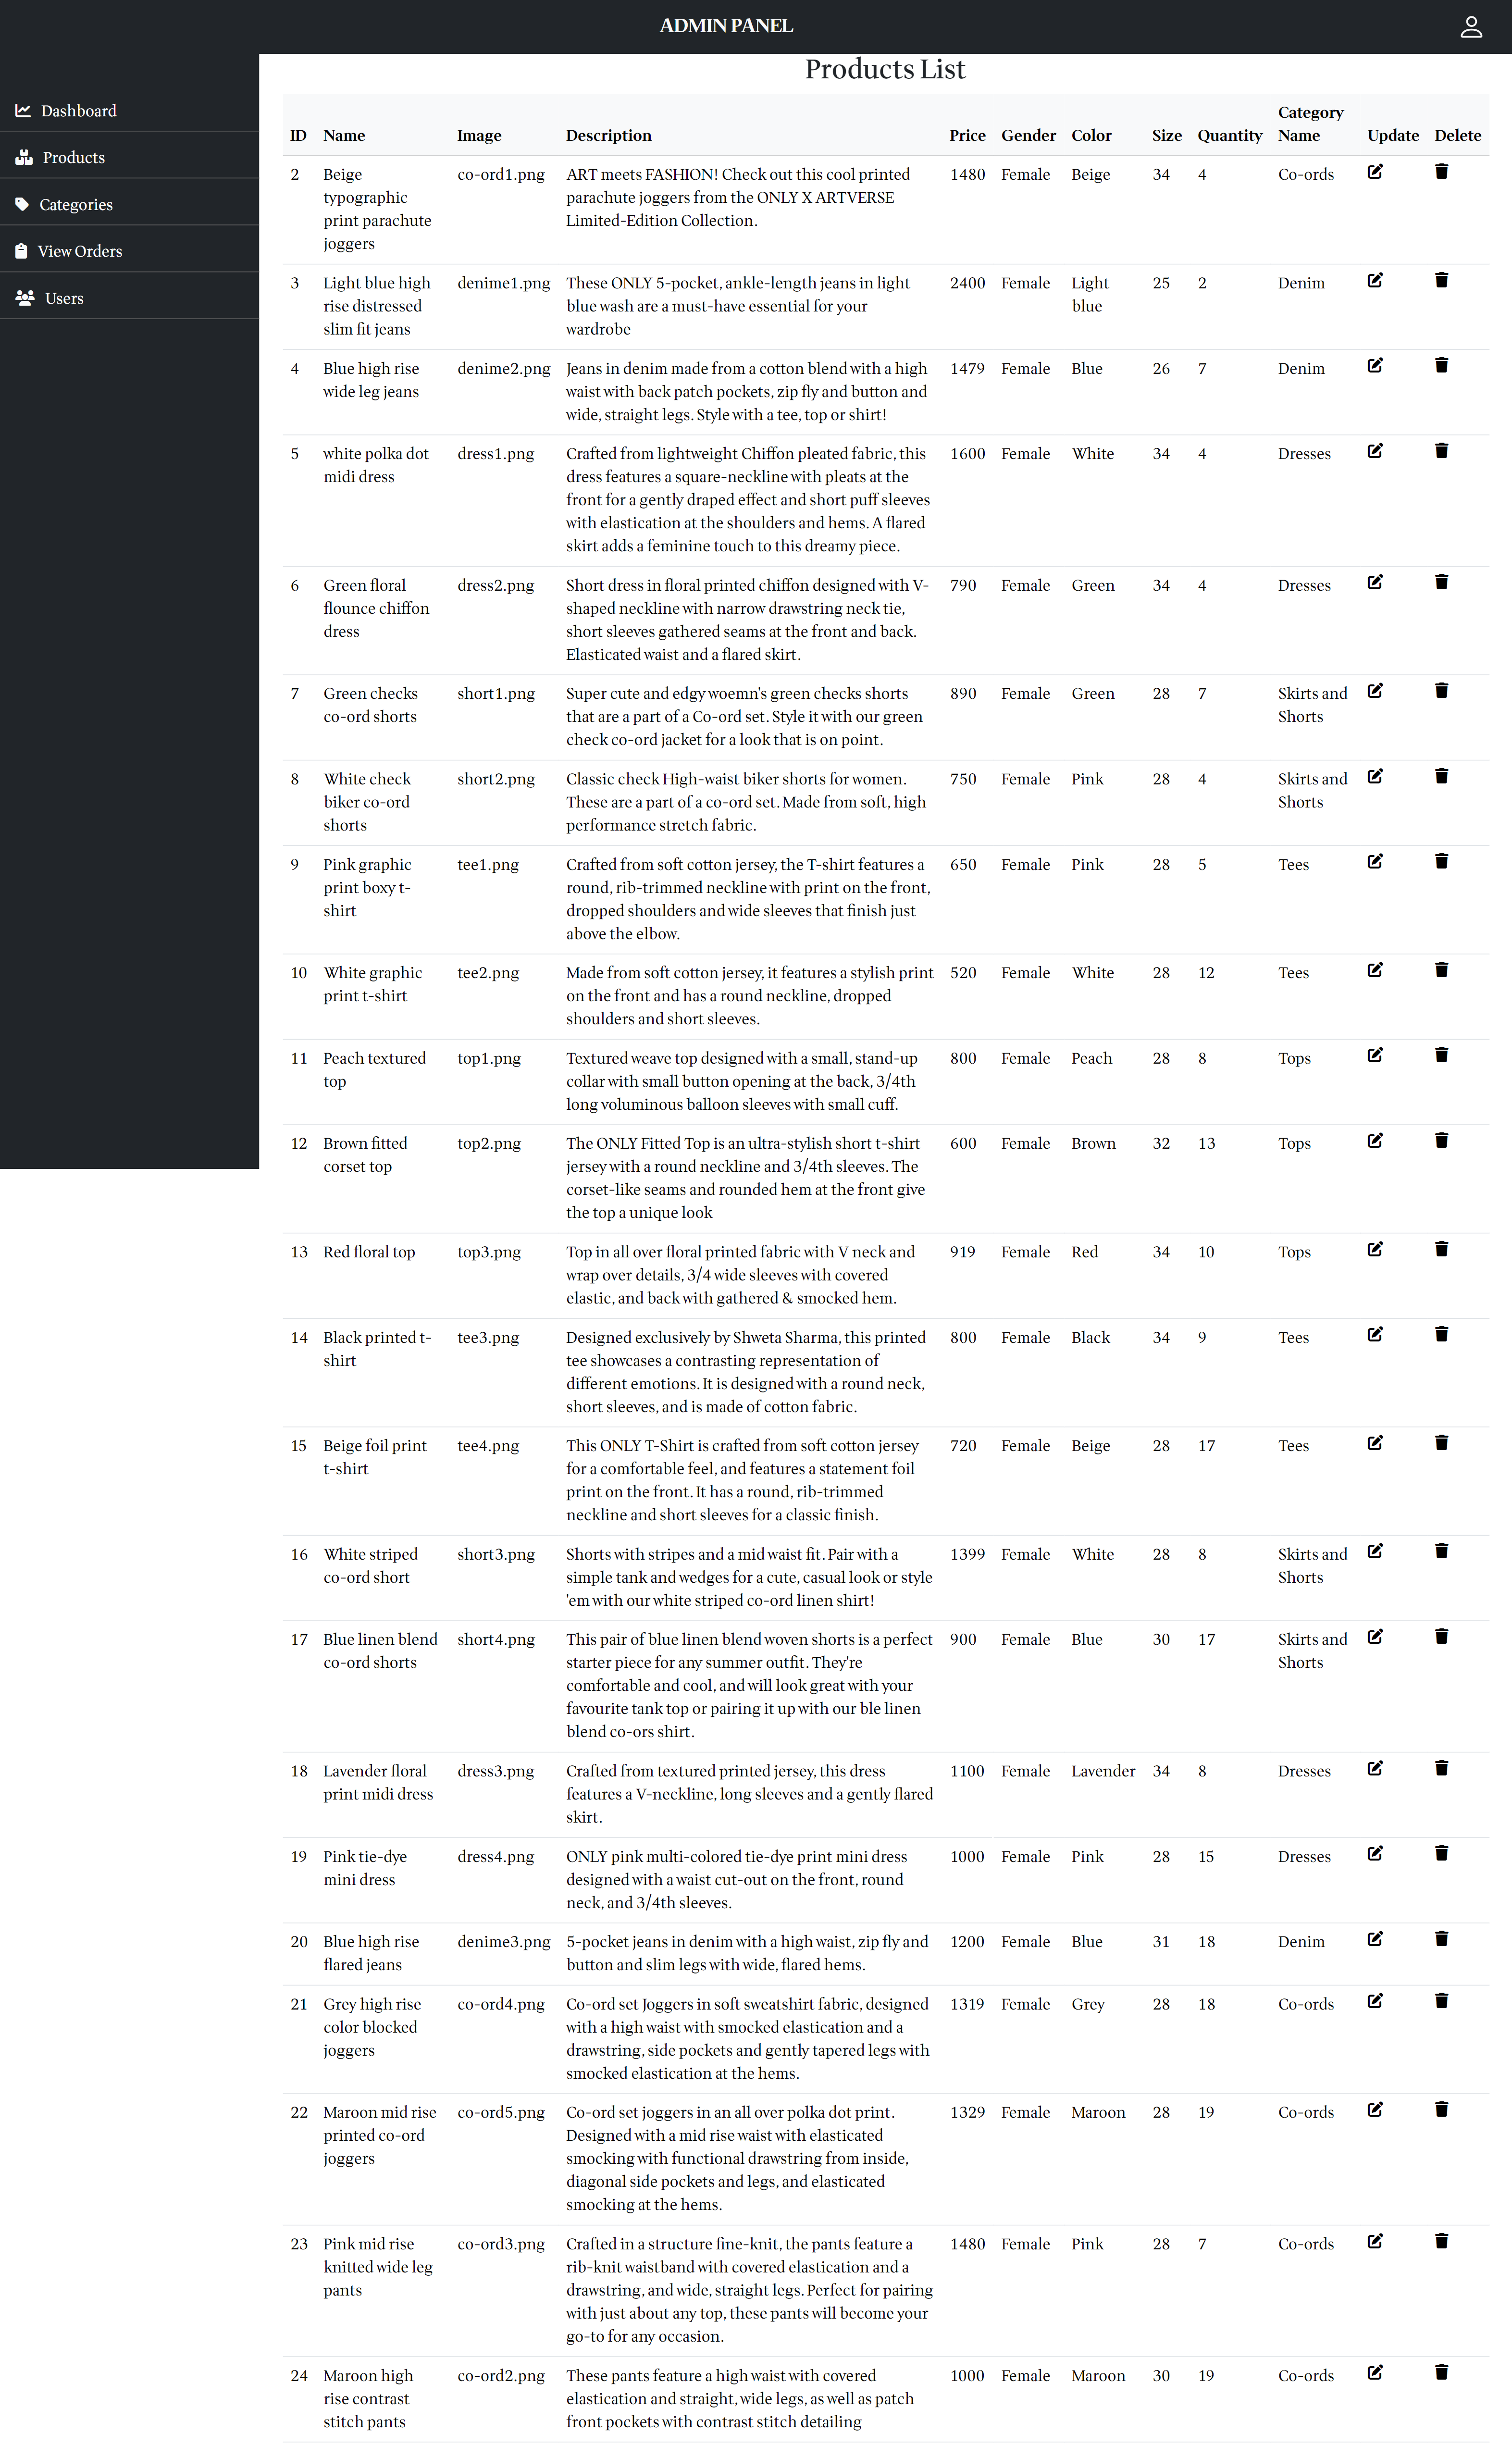 ADMIN PANEL
Dashboard
Products
Categories
View Orders
Users
Products List
ID Name Image Description Price Gender Color Size Quantity Category Name Update Delete
2 Beige co-ord1.png ART meets FASHION! Check out this cool printed 1480 Female Beige 34 4 Co-ords
typographic parachute joggers from the ONLY X ARTVERSE
print parachute Limited-Edition Collection.
joggers
3 Light blue high denime1.png These ONLY 5-pocket, ankle-length jeans in light 2400 Female Light 25 2 Denim
rise distressed blue wash are a must-have essential for your blue
slim fit jeans wardrobe
4 Blue high rise denime2.png Jeans in denim made from a cotton blend with a high 1479 Female Blue 26 7 Denim
wide leg jeans waist with back patch pockets, zip fly and button and
wide, straight legs. Style with a tee, top or shirt!
5 white polka dot dress1.png Crafted from lightweight Chiffon pleated fabric, this 1600 Female White 34 4 Dresses
midi dress dress features a square-neckline with pleats at the
front for a gently draped effect and short puff sleeves
with elastication at the shoulders and hems. A flared
skirt adds a feminine touch to this dreamy piece.
6 Green floral dress2.png Short dress in floral printed chiffon designed with V- 790 Female Green 34 4 Dresses
flounce chiffon shaped neckline with narrow drawstring neck tie,
dress short sleeves gathered seams at the front and back.
Elasticated waist and a flared skirt.
7 Green checks short1.png Super cute and edgy woemn's green checks shorts 890 Female Green 28 7 Skirts and
co-ord shorts that are a part of a Co-ord set. Style it with our green Shorts
check co-ord jacket for a look that is on point.
8 White check short2.png Classic check High-waist biker shorts for women. 750 Female Pink 28 4 Skirts and
biker co-ord These are a part of a co-ord set. Made from soft, high Shorts
shorts performance stretch fabric.
9 Pink graphic tee1.png Crafted from soft cotton jersey, the T-shirt features a 650 Female Pink 28 5 Tees
print boxy t- round, rib-trimmed neckline with print on the front,
shirt dropped shoulders and wide sleeves that finish just
above the elbow.
10 White graphic tee2.png Made from soft cotton jersey, it features a stylish print 520 Female White 28 12 Tees
print t-shirt on the front and has a round neckline, dropped
shoulders and short sleeves.
11 Peach textured top1.png Textured weave top designed with a small, stand-up 800 Female Peach 28 8 Tops
top collar with small button opening at the back, 3/4th
long voluminous balloon sleeves with small cuff.
12 Brown fitted top2.png The ONLY Fitted Top is an ultra-stylish short t-shirt 600 Female Brown 32 13 Tops
corset top jersey with a round neckline and 3/4th sleeves. The
corset-like seams and rounded hem at the front give
the top a unique look
13 Red floral top top3.png Top in all over floral printed fabric with V neck and 919 Female Red 34 10 Tops
wrap over details, 3/4 wide sleeves with covered
elastic, and back with gathered & smocked hem.
14 Black printed t- tee3.png Designed exclusively by Shweta Sharma, this printed 800 Female Black 34 9 Tees
shirt tee showcases a contrasting representation of
different emotions. It is designed with a round neck,
short sleeves, and is made of cotton fabric.
15 Beige foil print tee4.png This ONLY T-Shirt is crafted from soft cotton jersey 720 Female Beige 28 17 Tees
t-shirt for a comfortable feel, and features a statement foil
print on the front. It has a round, rib-trimmed
neckline and short sleeves for a classic finish.
16 White striped short3.png Shorts with stripes and a mid waist fit. Pair with a 1399 Female White 28 8 Skirts and
co-ord short simple tank and wedges for a cute, casual look or style Shorts
'em with our white striped co-ord linen shirt!
17 Blue linen blend short4.png This pair of blue linen blend woven shorts is a perfect 900 Female Blue 30 17 Skirts and
co-ord shorts starter piece for any summer outfit. They're Shorts
comfortable and cool, and will look great with your
favourite tank top or pairing it up with our ble linen
blend co-ors shirt.
18 Lavender floral dress3.png Crafted from textured printed jersey, this dress 1100 Female Lavender 34 8 Dresses
print midi dress features a V-neckline, long sleeves and a gently flared
skirt.
19 Pink tie-dye dress4.png ONLY pink multi-colored tie-dye print mini dress 1000 Female Pink 28 15 Dresses
mini dress designed with a waist cut-out on the front, round
neck, and 3/4th sleeves.
20 Blue high rise denime3.png 5-pocket jeans in denim with a high waist, zip fly and 1200 Female Blue 31 18 Denim
flared jeans button and slim legs with wide, flared hems.
21 Grey high rise co-ord4.png Co-ord set Joggers in soft sweatshirt fabric, designed 1319 Female Grey 28 18 Co-ords
color blocked with a high waist with smocked elastication and a
joggers drawstring, side pockets and gently tapered legs with
smocked elastication at the hems.
22 Maroon mid rise co-ord5.png Co-ord set joggers in an all over polka dot print. 1329 Female Maroon 28 19 Co-ords
printed co-ord Designed with a mid rise waist with elasticated
joggers smocking with functional drawstring from inside,
diagonal side pockets and legs, and elasticated
smocking at the hems.
23 Pink mid rise co-ord3.png Crafted in a structure fine-knit, the pants feature a 1480 Female Pink 28 7 Co-ords
knitted wide leg rib-knit waistband with covered elastication and a
pants drawstring, and wide, straight legs. Perfect for pairing
with just about any top, these pants will become your
go-to for any occasion.
24 Maroon high co-ord2.png These pants feature a high waist with covered 1000 Female Maroon 30 19 Co-ords
rise contrast elastication and straight, wide legs, as well as patch
stitch pants front pockets with contrast stitch detailing